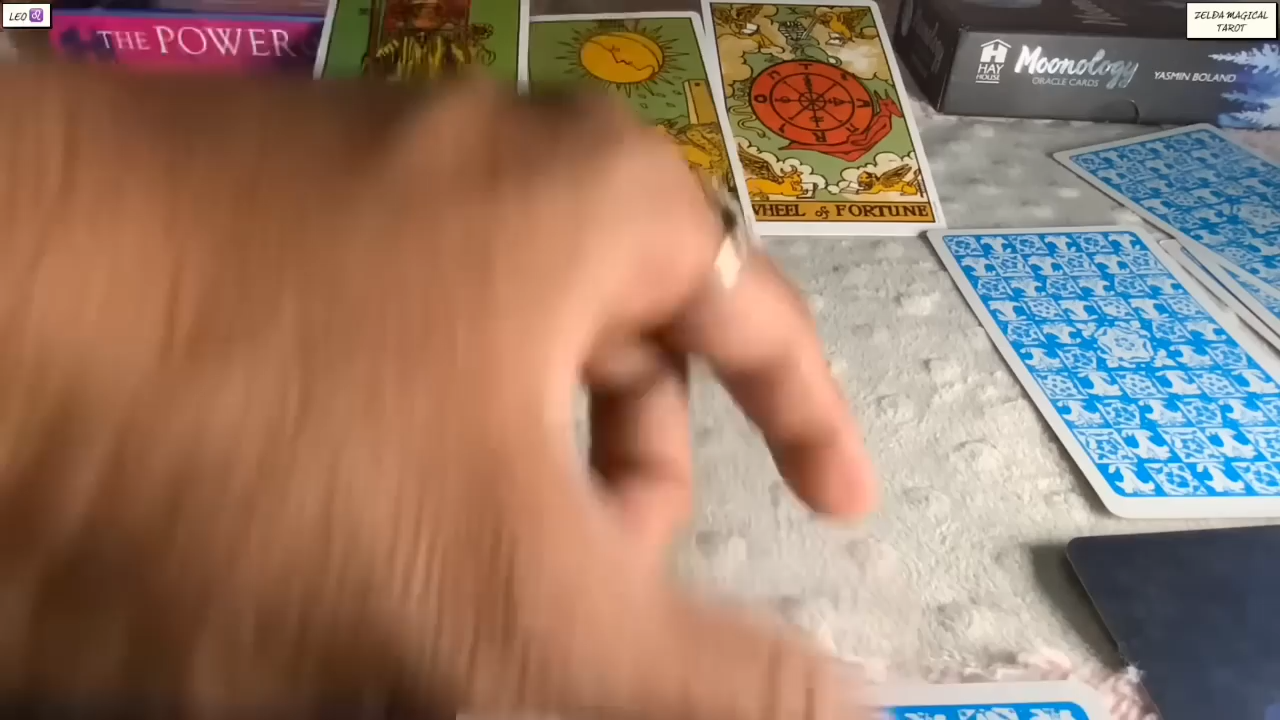 LEO ♌
ZELDA MAGICAL
TAROT
THE POWER
HAY
HOUSE
Moonology
ORACLE CARDS
YASMIN BOLAND
X
WHEEL of FORTUNE